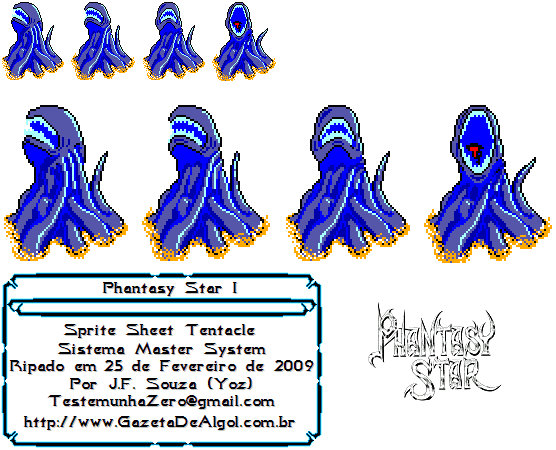 Phantasy Star I
Sprite Sheet Tentacle
Sistema Master System
Ripado em 25 de Fevereiro de 2009
Por J.F. Souza (Yoz)
TestemunhaZero@gmail.com
http://www.GazetaDeAlgol.com.br
PHANTASY
STAR